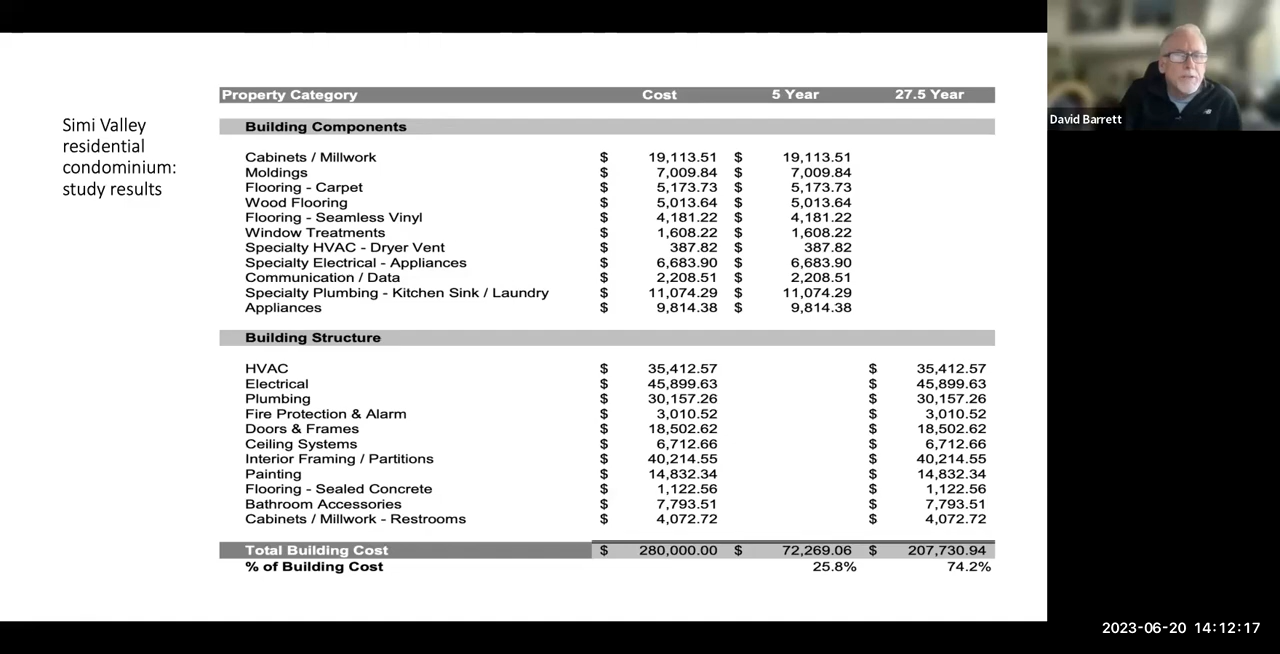 Property Category Cost 5 Year 27.5 Year
Simi Valley
residential
condominium:
study results
Building Components
Cabinets / Millwork $ 19,113.51 $ 19,113.51
Moldings $ 7,009.84 $ 7,009.84
Flooring - Carpet $ 5,173.73 $ 5,173.73
Wood Flooring $ 5,013.64 $ 5,013.64
Flooring - Seamless Vinyl $ 4,181.22 $ 4,181.22
Window Treatments $ 1,608.22 $ 1,608.22
Specialty HVAC - Dryer Vent $ 387.82 $ 387.82
Specialty Electrical - Appliances $ 6,683.90 $ 6,683.90
Communication / Data $ 2,208.51 $ 2,208.51
Specialty Plumbing - Kitchen Sink / Laundry $ 11,074.29 $ 11,074.29
Appliances $ 9,814.38 $ 9,814.38
Building Structure
HVAC $ 35,412.57 $ 35,412.57
Electrical $ 45,899.63 $ 45,899.63
Plumbing $ 30,157.26 $ 30,157.26
Fire Protection & Alarm $ 3,010.52 $ 3,010.52
Doors & Frames $ 18,502.62 $ 18,502.62
Ceiling Systems $ 6,712.66 $ 6,712.66
Interior Framing / Partitions $ 40,214.55 $ 40,214.55
Painting $ 14,832.34 $ 14,832.34
Flooring - Sealed Concrete $ 1,122.56 $ 1,122.56
Bathroom Accessories $ 7,793.51 $ 7,793.51
Cabinets / Millwork - Restrooms $ 4,072.72 $ 4,072.72
Total Building Cost $ 280,000.00 $ 72,269.06 $ 207,730.94
% of Building Cost 25.8% 74.2%
David Barrett
2023-06-20 14:12:17